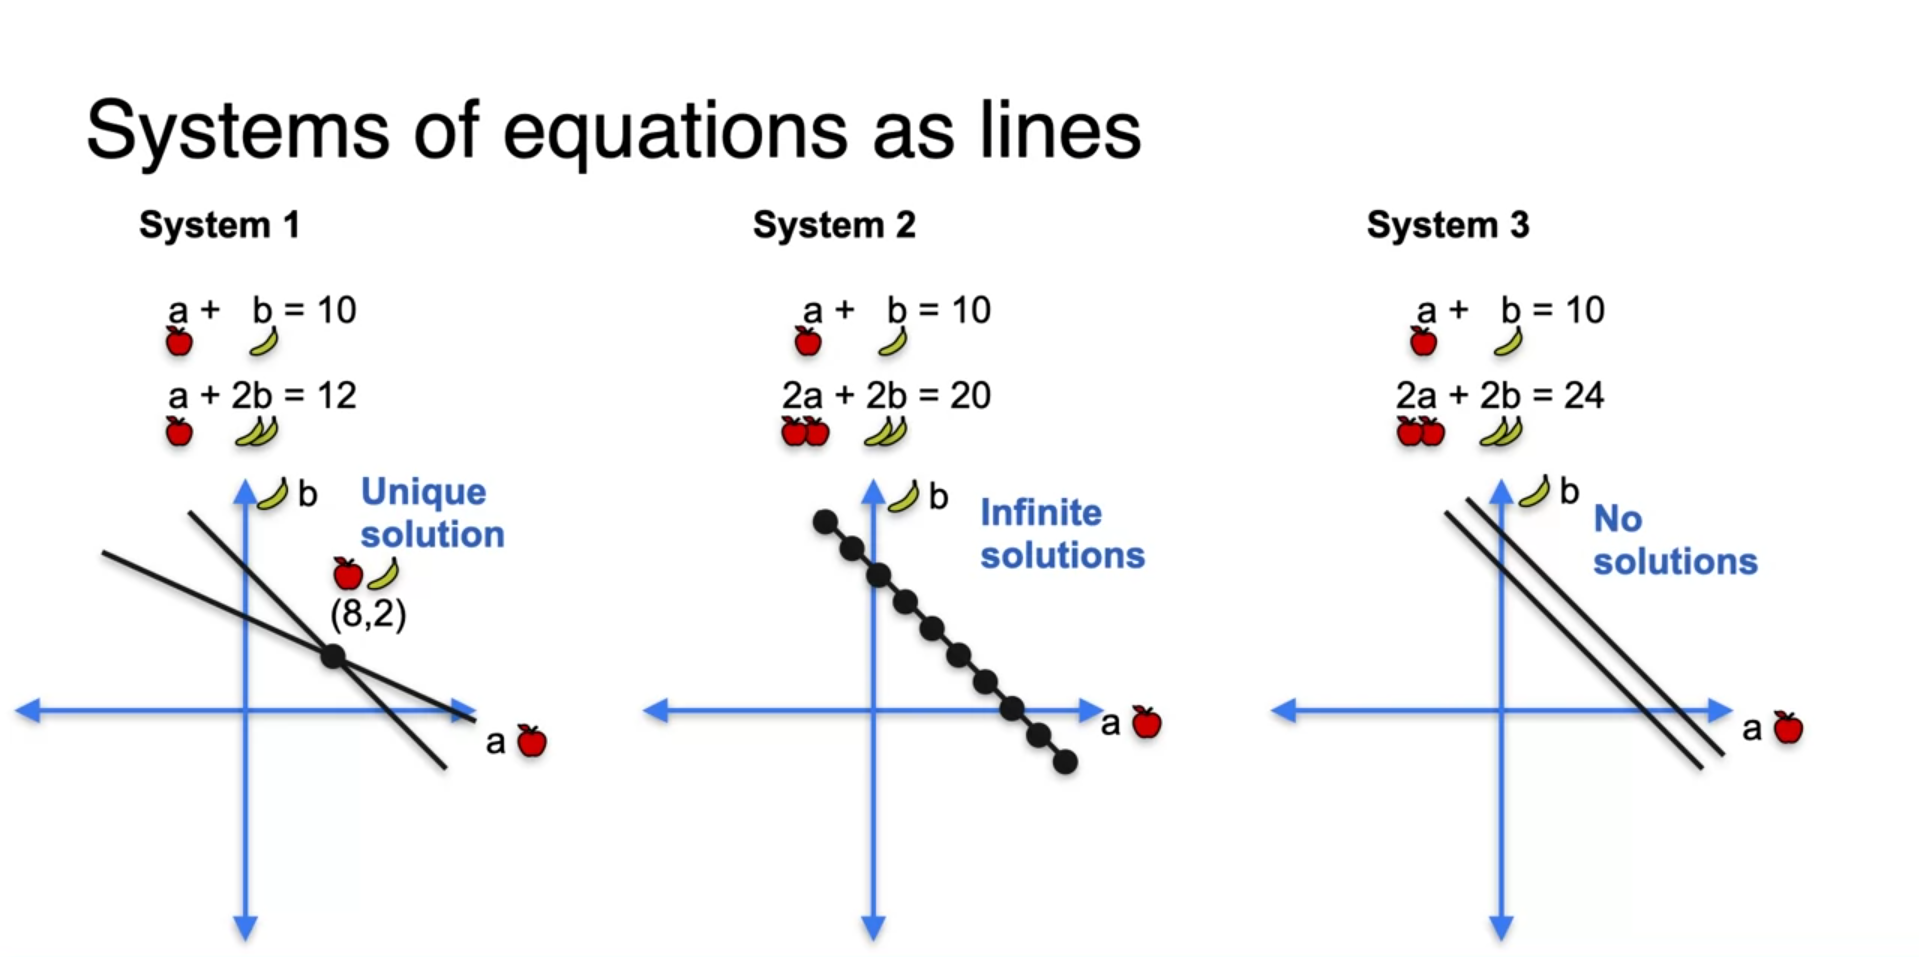 Systems of equations as lines
System 1
a + b = 10
a + 2b = 12
b
Unique
solution
(8,2)
a
System 2
a + b = 10
2a + 2b = 20
b
Infinite
solutions
a
System 3
a + b = 10
2a + 2b = 24
b
No
solutions
a